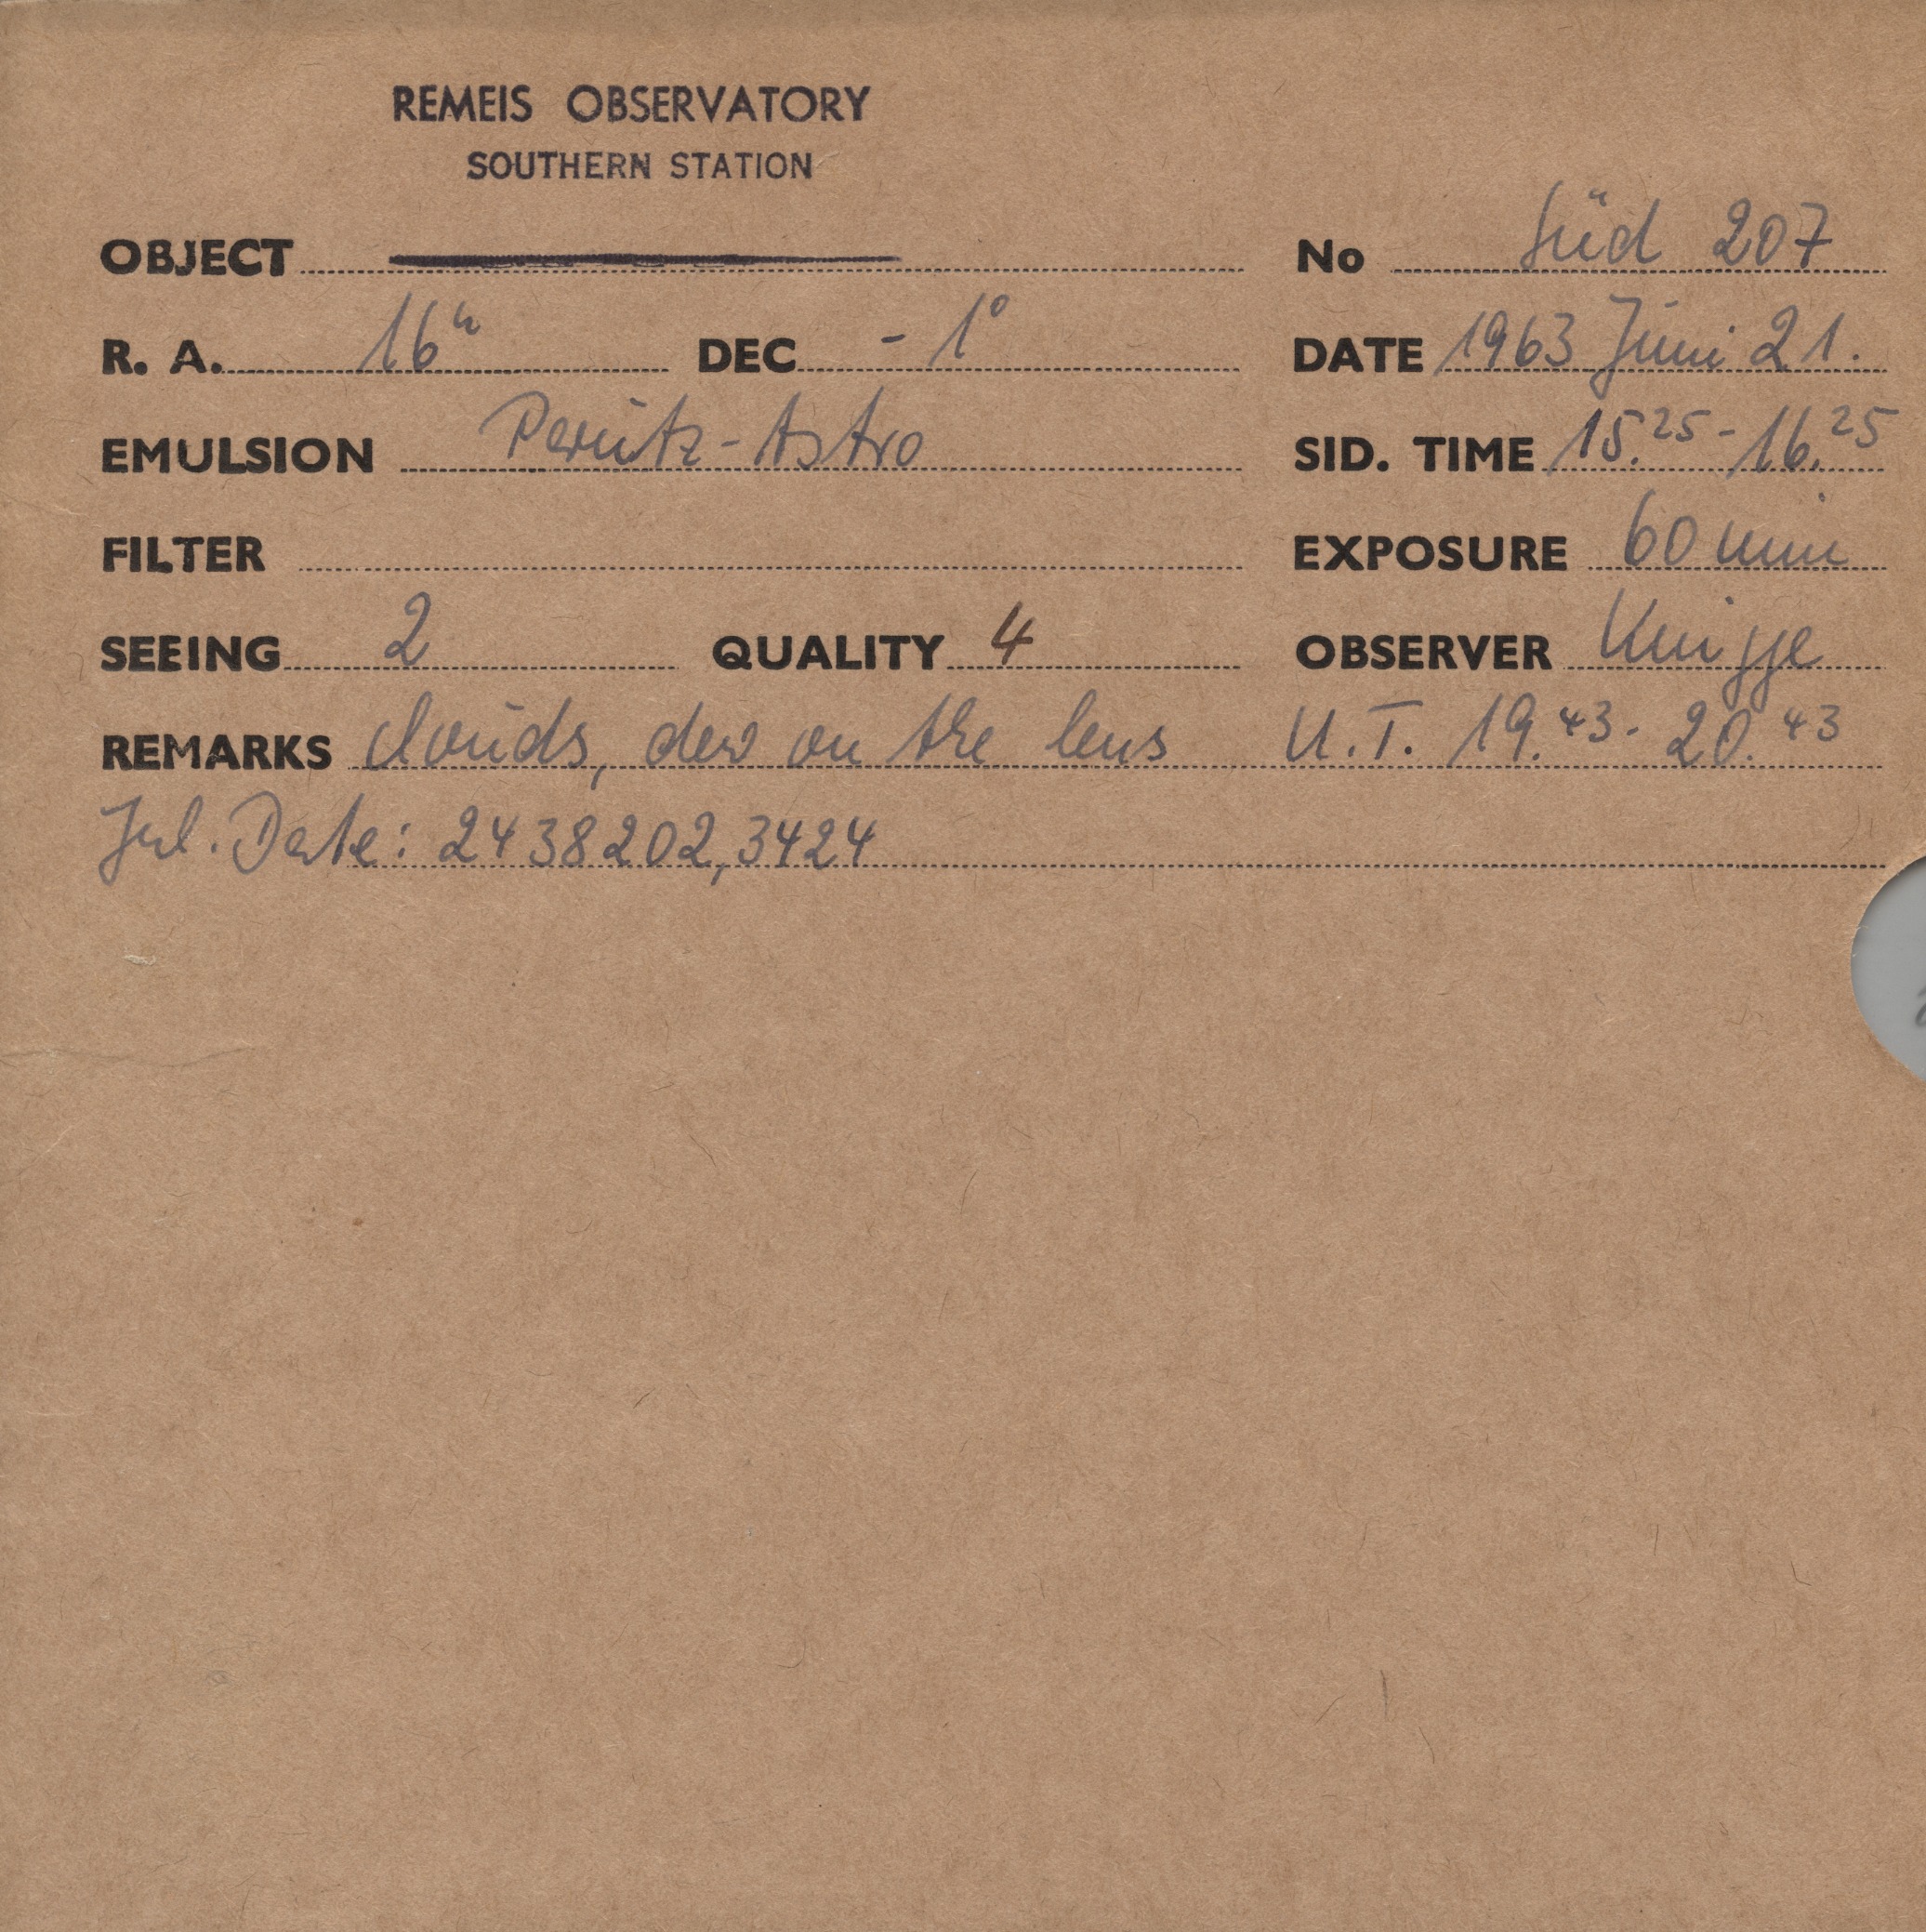 REMEIS OBSERVATORY
SOUTHERN STATION
OBJECT No Süd 207
R. A. 16h DEC - 1° DATE 1963 Juni 21.
EMULSION Perutz-Astro SID. TIME 15.25 - 16.25
FILTER EXPOSURE 60 min
SEEING 2 QUALITY 4 OBSERVER Knigge
REMARKS clouds, dew on the lens U.T. 19.43 - 20.43
Jul. Date: 2438202,3424